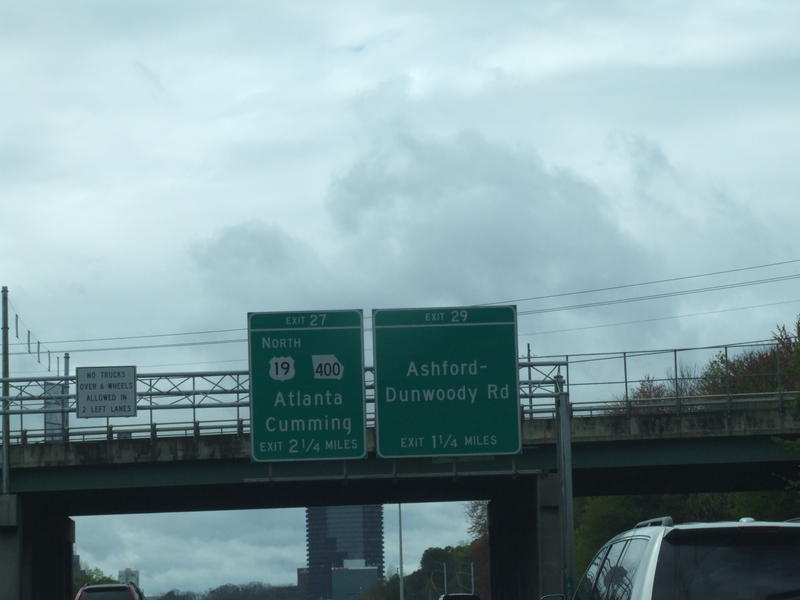 NO TRUCKS
OVER 6 WHEELS
ALLOWED IN
2 LEFT LANES
EXIT 27
NORTH
19 400
Atlanta
Cumming
EXIT 2 1/4 MILES
EXIT 29
Ashford-
Dunwoody Rd
EXIT 1 1/4 MILES